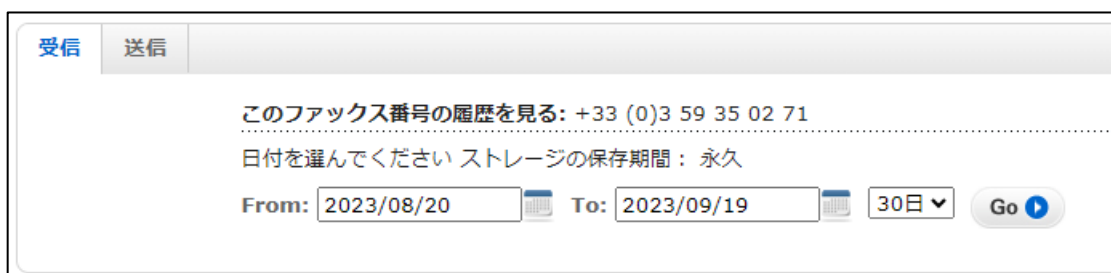 受信 送信
このファックス番号の履歴を見る: +33 (0)3 59 35 02 71
日付を選んでください ストレージの保存期間： 永久
From: 2023/08/20 To: 2023/09/19 30日 Go